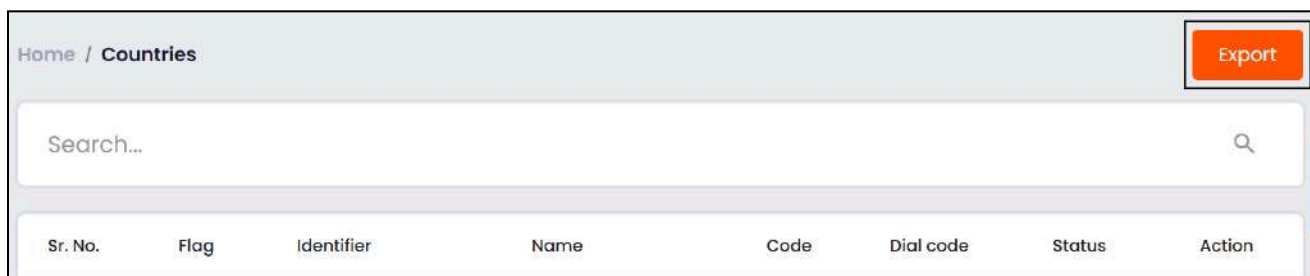 Home / Countries Export
Search...
Sr. No. Flag Identifier Name Code Dial code Status Action